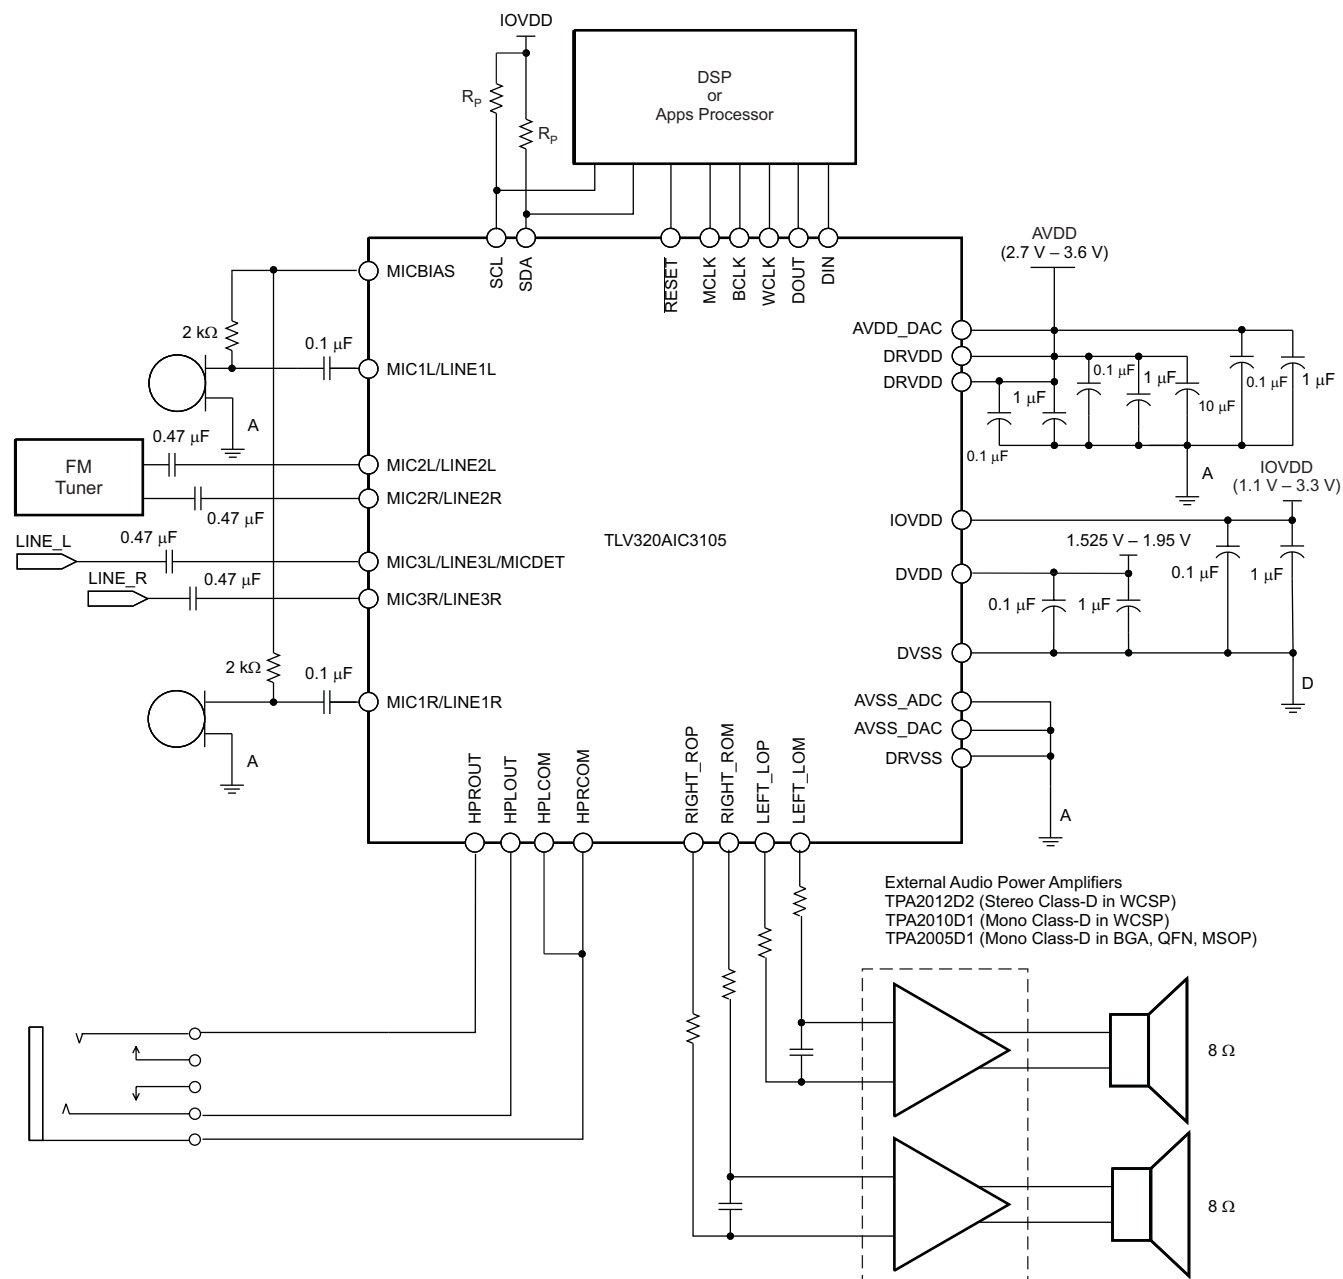 IOVDD
DSP
or
Apps Processor
RP
RP
SCL
SDA
RESET
MCLK
BCLK
WCLK
DOUT
DIN
AVDD
(2.7 V – 3.6 V)
MICBIAS
2 kΩ
0.1 μF
MIC1L/LINE1L
A
AVDD_DAC
DRVDD
DRVDD
0.1 μF
1 μF
1 μF
10 μF
0.1 μF
1 μF
0.1 μF
A
FM
Tuner
0.47 μF
MIC2L/LINE2L
MIC2R/LINE2R
0.47 μF
IOVDD
(1.1 V – 3.3 V)
LINE_L
0.47 μF
MIC3L/LINE3L/MICDET
LINE_R
0.47 μF
MIC3R/LINE3R
TLV320AIC3105
IOVDD
1.525 V – 1.95 V
DVDD
0.1 μF
1 μF
0.1 μF
1 μF
DVSS
D
2 kΩ
0.1 μF
MIC1R/LINE1R
A
AVSS_ADC
AVSS_DAC
DRVSS
A
HPROUT
HPLOUT
HPLCOM
HPRCOM
RIGHT_ROP
RIGHT_ROM
LEFT_LOP
LEFT_LOM
External Audio Power Amplifiers
TPA2012D2 (Stereo Class-D in WCSP)
TPA2010D1 (Mono Class-D in WCSP)
TPA2005D1 (Mono Class-D in BGA, QFN, MSOP)
8 Ω
8 Ω